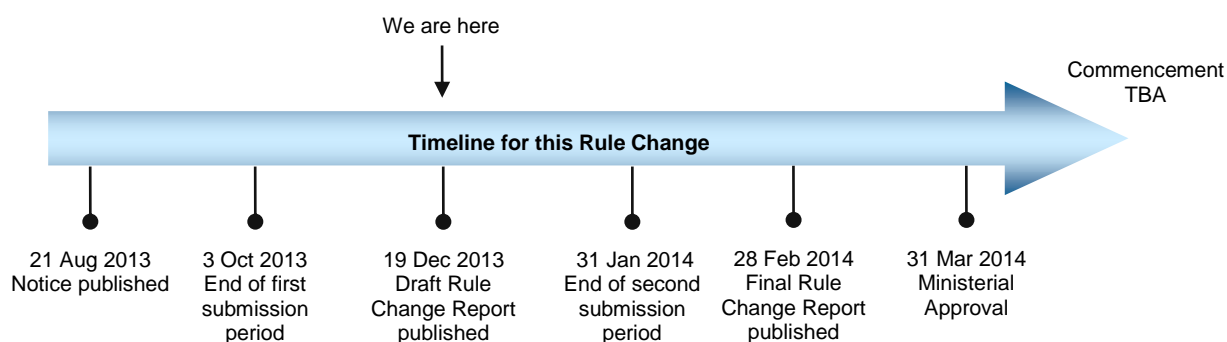 We are here
Commencement
TBA
Timeline for this Rule Change
21 Aug 2013
Notice published
3 Oct 2013
End of first
submission
period
19 Dec 2013
Draft Rule
Change Report
published
31 Jan 2014
End of second
submission
period
28 Feb 2014
Final Rule
Change Report
published
31 Mar 2014
Ministerial
Approval